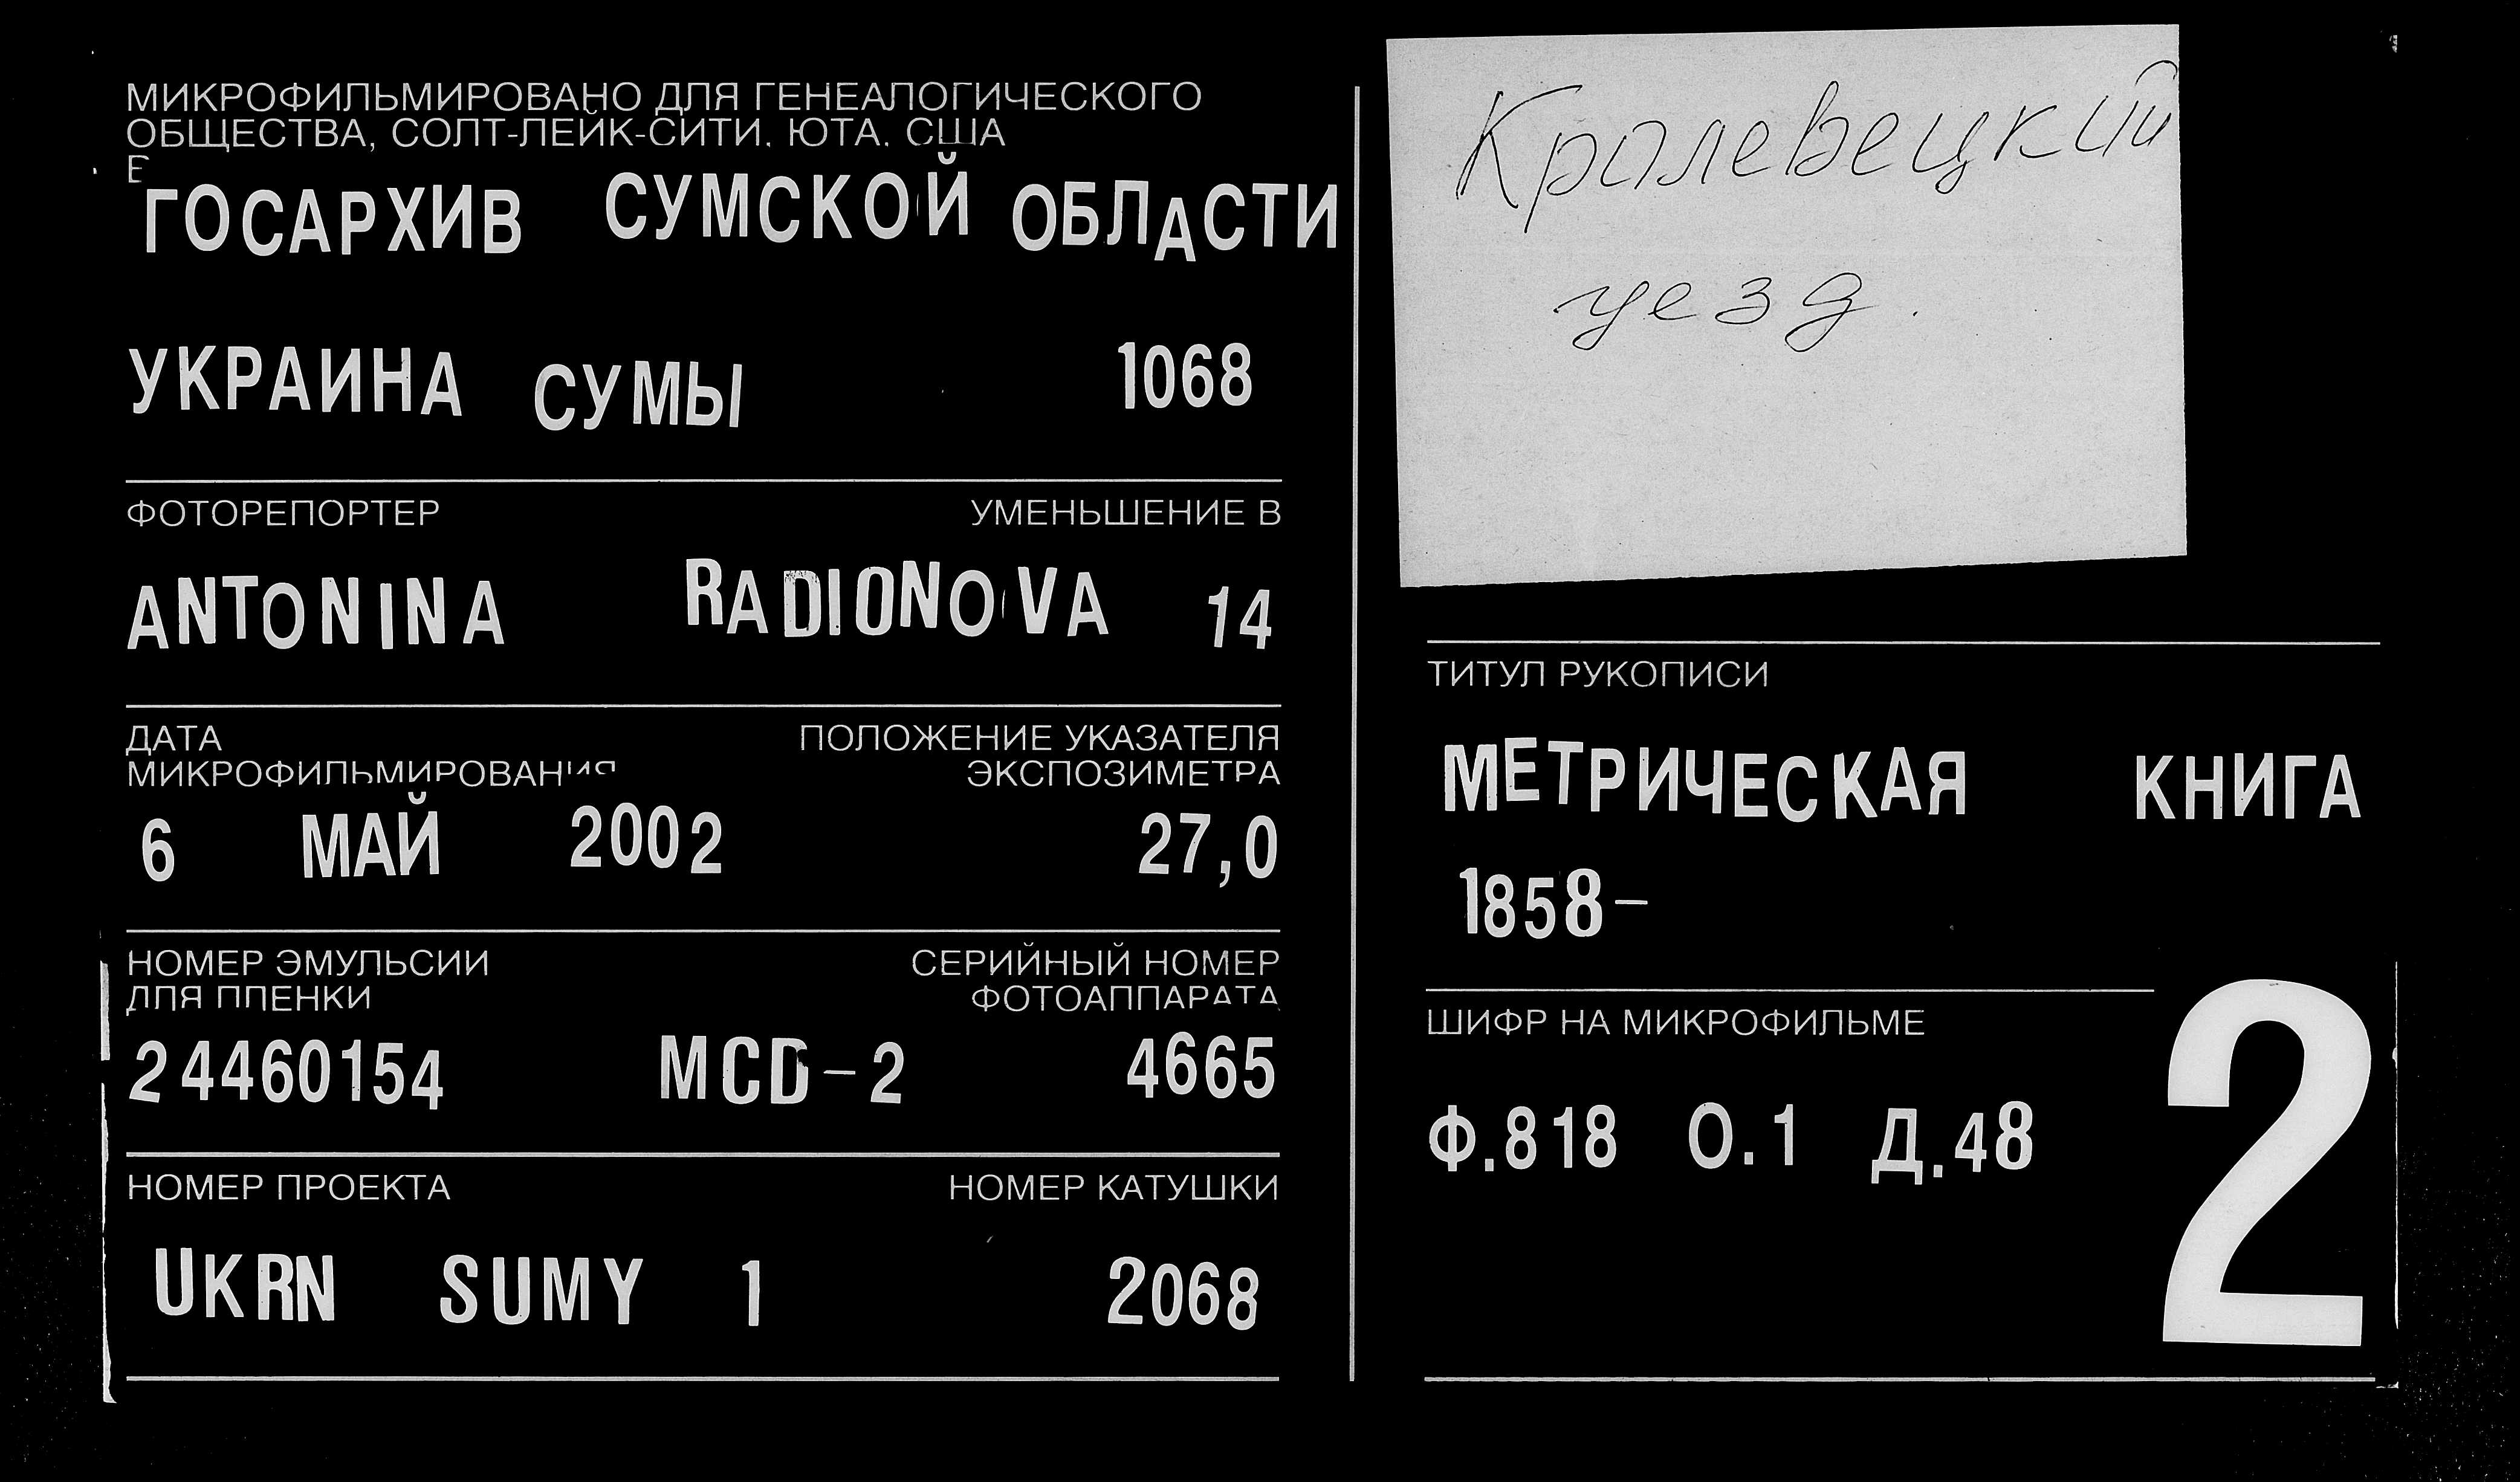 МИКРОФИЛЬМИРОВАНО ДЛЯ ГЕНЕАЛОГИЧЕСКОГО
ОБЩЕСТВА, СОЛТ-ЛЕЙК-СИТИ, ЮТА, США
Е
ГОСАРХИВ СУМСКОЙ ОБЛАСТИ
УКРАИНА СУМЫ 1068
ФОТОРЕПОРТЕР УМЕНЬШЕНИЕ В
ANTONINA RADIONOVA 14
ДАТА ПОЛОЖЕНИЕ УКАЗАТЕЛЯ
МИКРОФИЛЬМИРОВАНИЯ ЭКСПОЗИМЕТРА
6 МАЙ 2002 27,0
НОМЕР ЭМУЛЬСИИ СЕРИЙНЫЙ НОМЕР
ДЛЯ ПЛЕНКИ ФОТОАППАРАТА
24460154 MCD-2 4665
НОМЕР ПРОЕКТА НОМЕР КАТУШКИ
UKRN SUMY 1 2068
Кролевецкий
уезд.
ТИТУЛ РУКОПИСИ
МЕТРИЧЕСКАЯ КНИГА
1858-
ШИФР НА МИКРОФИЛЬМЕ
Ф.818 О.1 Д.48
2